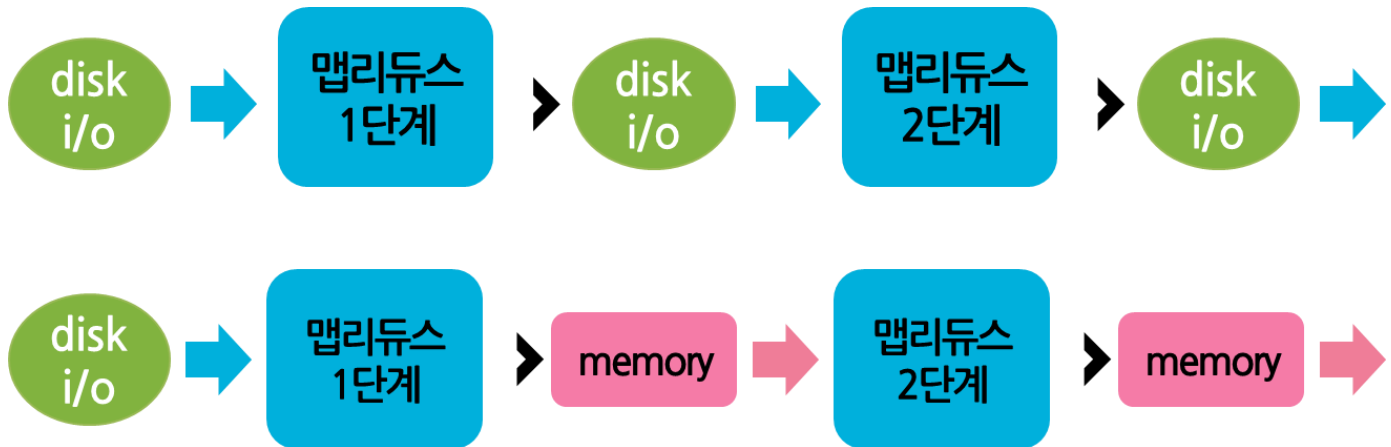 disk
i/o
맵리듀스
1단계
disk
i/o
맵리듀스
2단계
disk
i/o
disk
i/o
맵리듀스
1단계
memory
맵리듀스
2단계
memory